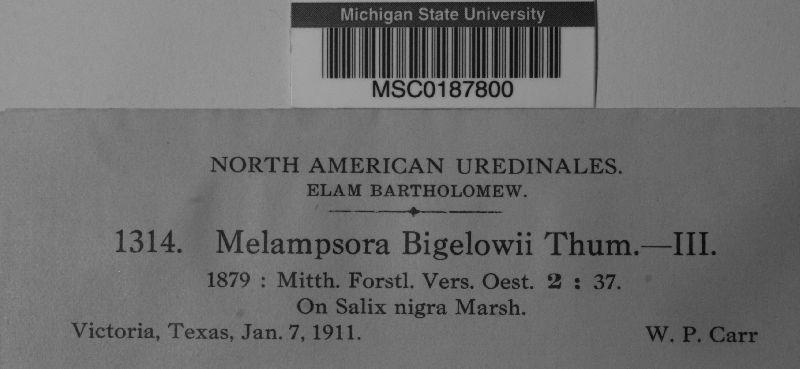 Michigan State University
MSC0187800
NORTH AMERICAN UREDINALES.
ELAM BARTHOLOMEW.
1314. Melampsora Bigelowii Thum.—III.
1879 : Mitth. Forstl. Vers. Oest. 2 : 37.
On Salix nigra Marsh.
Victoria, Texas, Jan. 7, 1911. W. P. Carr